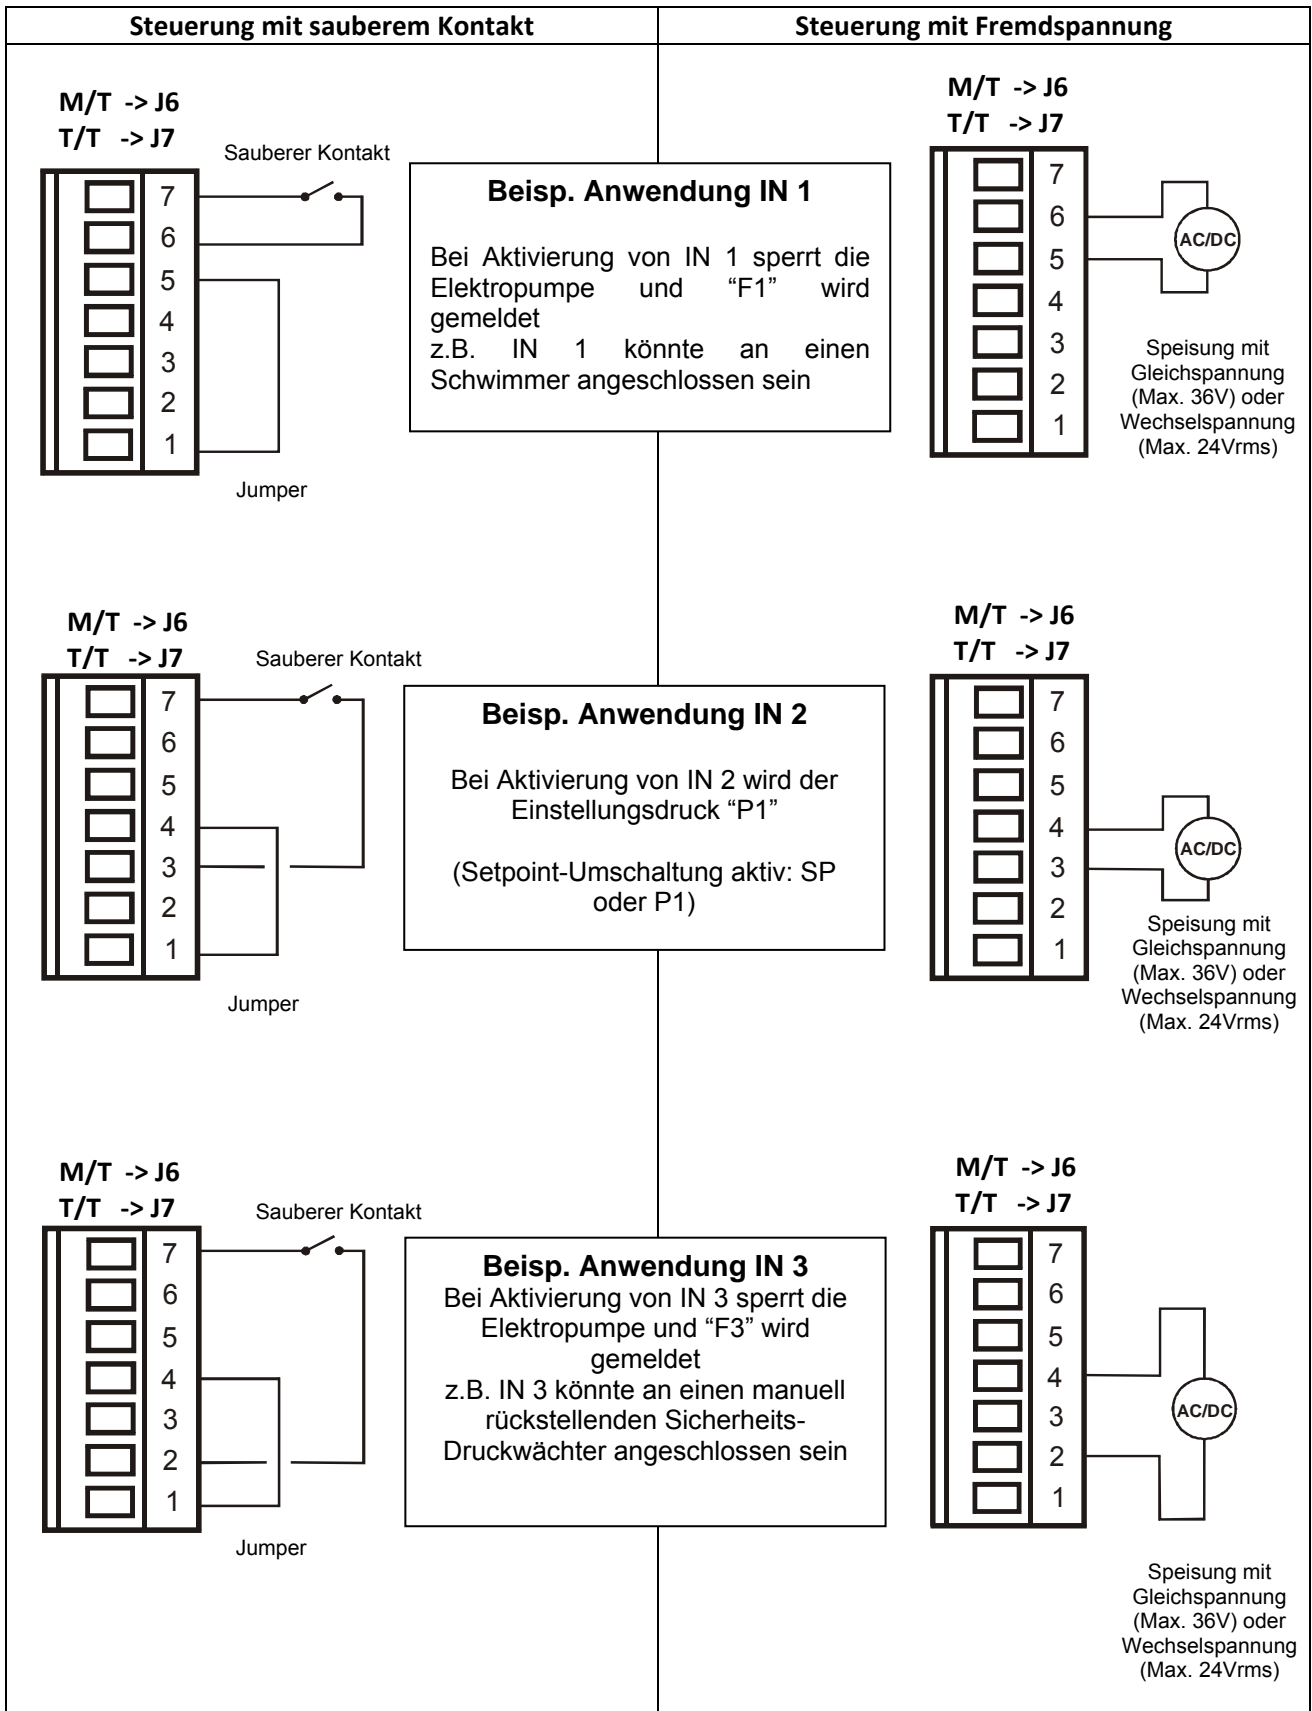 Steuerung mit sauberem Kontakt
Steuerung mit Fremdspannung
M/T -> J6
T/T -> J7
Sauberer Kontakt
7
6
5
4
3
2
1
Jumper
Beisp. Anwendung IN 1
Bei Aktivierung von IN 1 sperrt die
Elektropumpe und “F1” wird
gemeldet
z.B. IN 1 könnte an einen
Schwimmer angeschlossen sein
M/T -> J6
T/T -> J7
7
6
5
4
3
2
1
AC/DC
Speisung mit
Gleichspannung
(Max. 36V) oder
Wechselspannung
(Max. 24Vrms)
M/T -> J6
T/T -> J7
Sauberer Kontakt
7
6
5
4
3
2
1
Jumper
Beisp. Anwendung IN 2
Bei Aktivierung von IN 2 wird der
Einstellungsdruck “P1”
(Setpoint-Umschaltung aktiv: SP
oder P1)
M/T -> J6
T/T -> J7
7
6
5
4
3
2
1
AC/DC
Speisung mit
Gleichspannung
(Max. 36V) oder
Wechselspannung
(Max. 24Vrms)
M/T -> J6
T/T -> J7
Sauberer Kontakt
7
6
5
4
3
2
1
Jumper
Beisp. Anwendung IN 3
Bei Aktivierung von IN 3 sperrt die
Elektropumpe und “F3” wird
gemeldet
z.B. IN 3 könnte an einen manuell
rückstellenden Sicherheits-
Druckwächter angeschlossen sein
M/T -> J6
T/T -> J7
7
6
5
4
3
2
1
AC/DC
Speisung mit
Gleichspannung
(Max. 36V) oder
Wechselspannung
(Max. 24Vrms)